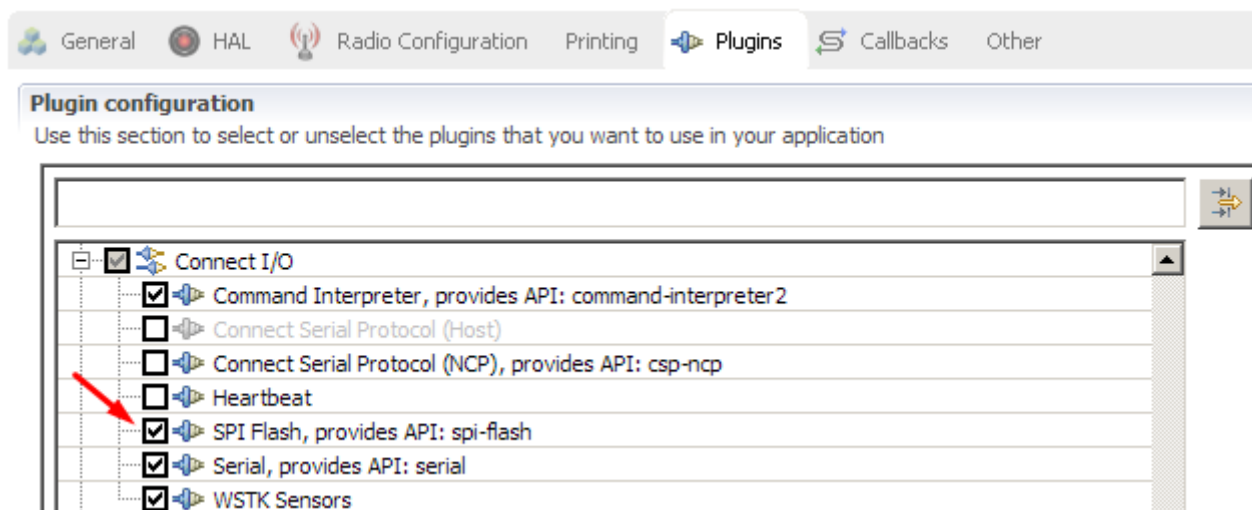 General HAL Radio Configuration Printing Plugins Callbacks Other
Plugin configuration
Use this section to select or unselect the plugins that you want to use in your application
Connect I/O
Command Interpreter, provides API: command-interpreter2
Connect Serial Protocol (Host)
Connect Serial Protocol (NCP), provides API: csp-ncp
Heartbeat
SPI Flash, provides API: spi-flash
Serial, provides API: serial
WSTK Sensors